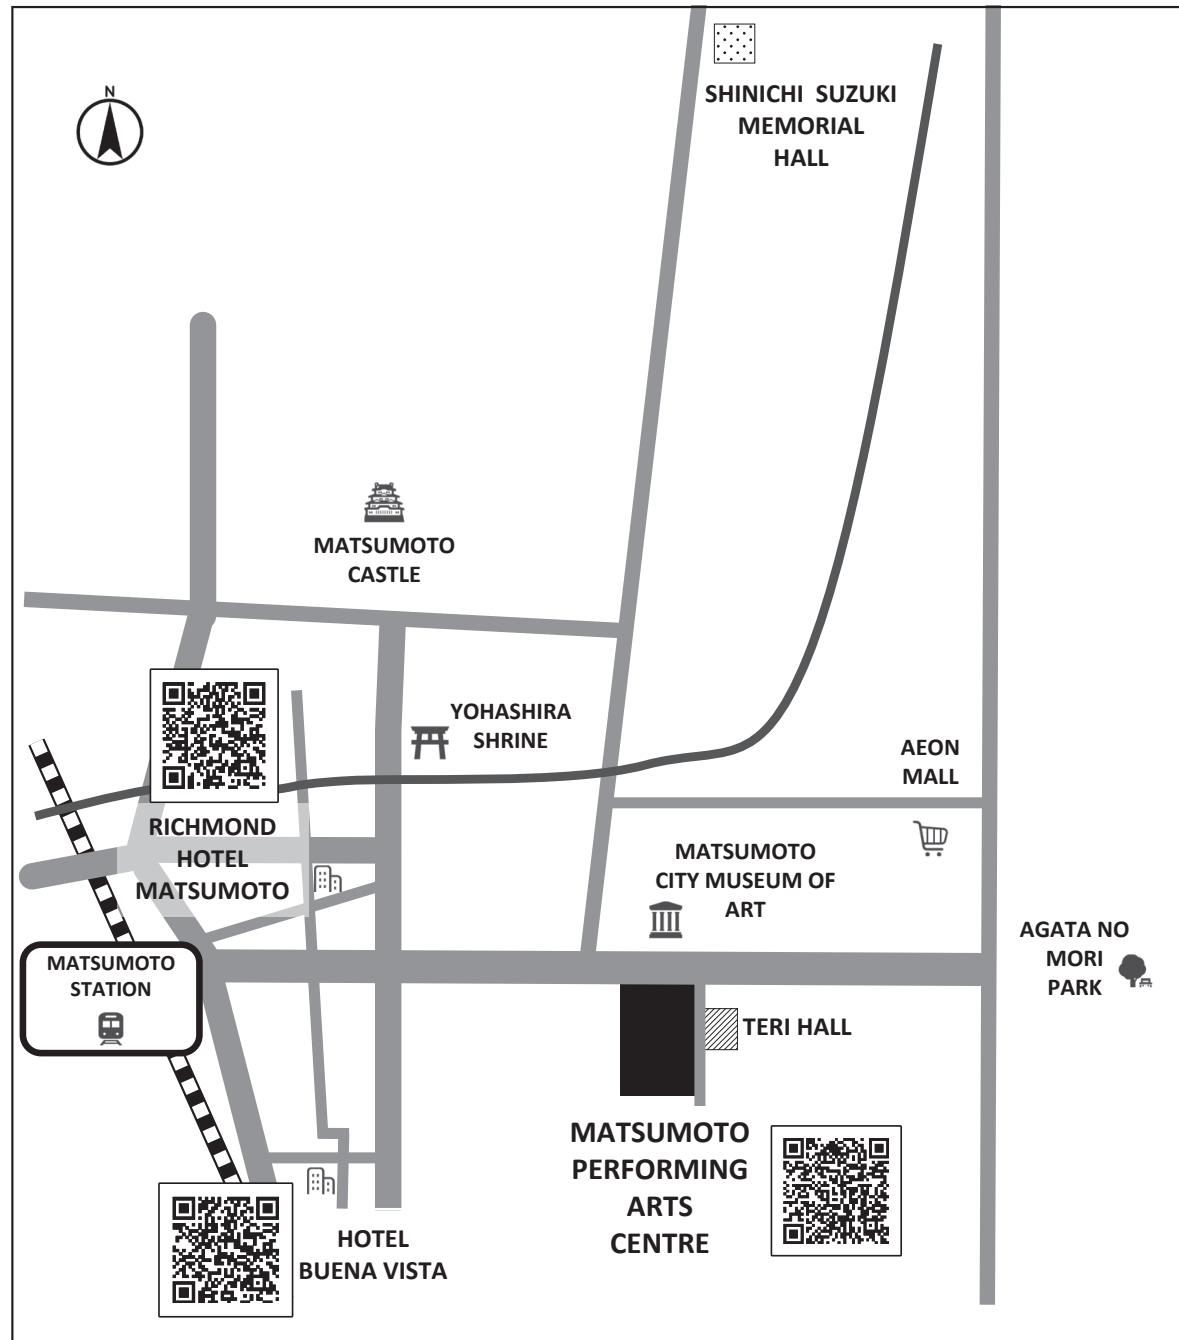 N
SHINICHI SUZUKI
MEMORIAL
HALL
MATSUMOTO
CASTLE
YOHASHIRA
SHRINE
AEON
MALL
RICHMOND
HOTEL
MATSUMOTO
MATSUMOTO
CITY MUSEUM OF
ART
AGATA NO
MORI
PARK
MATSUMOTO
STATION
TERI HALL
MATSUMOTO
PERFORMING
ARTS
CENTRE
HOTEL
BUENA VISTA